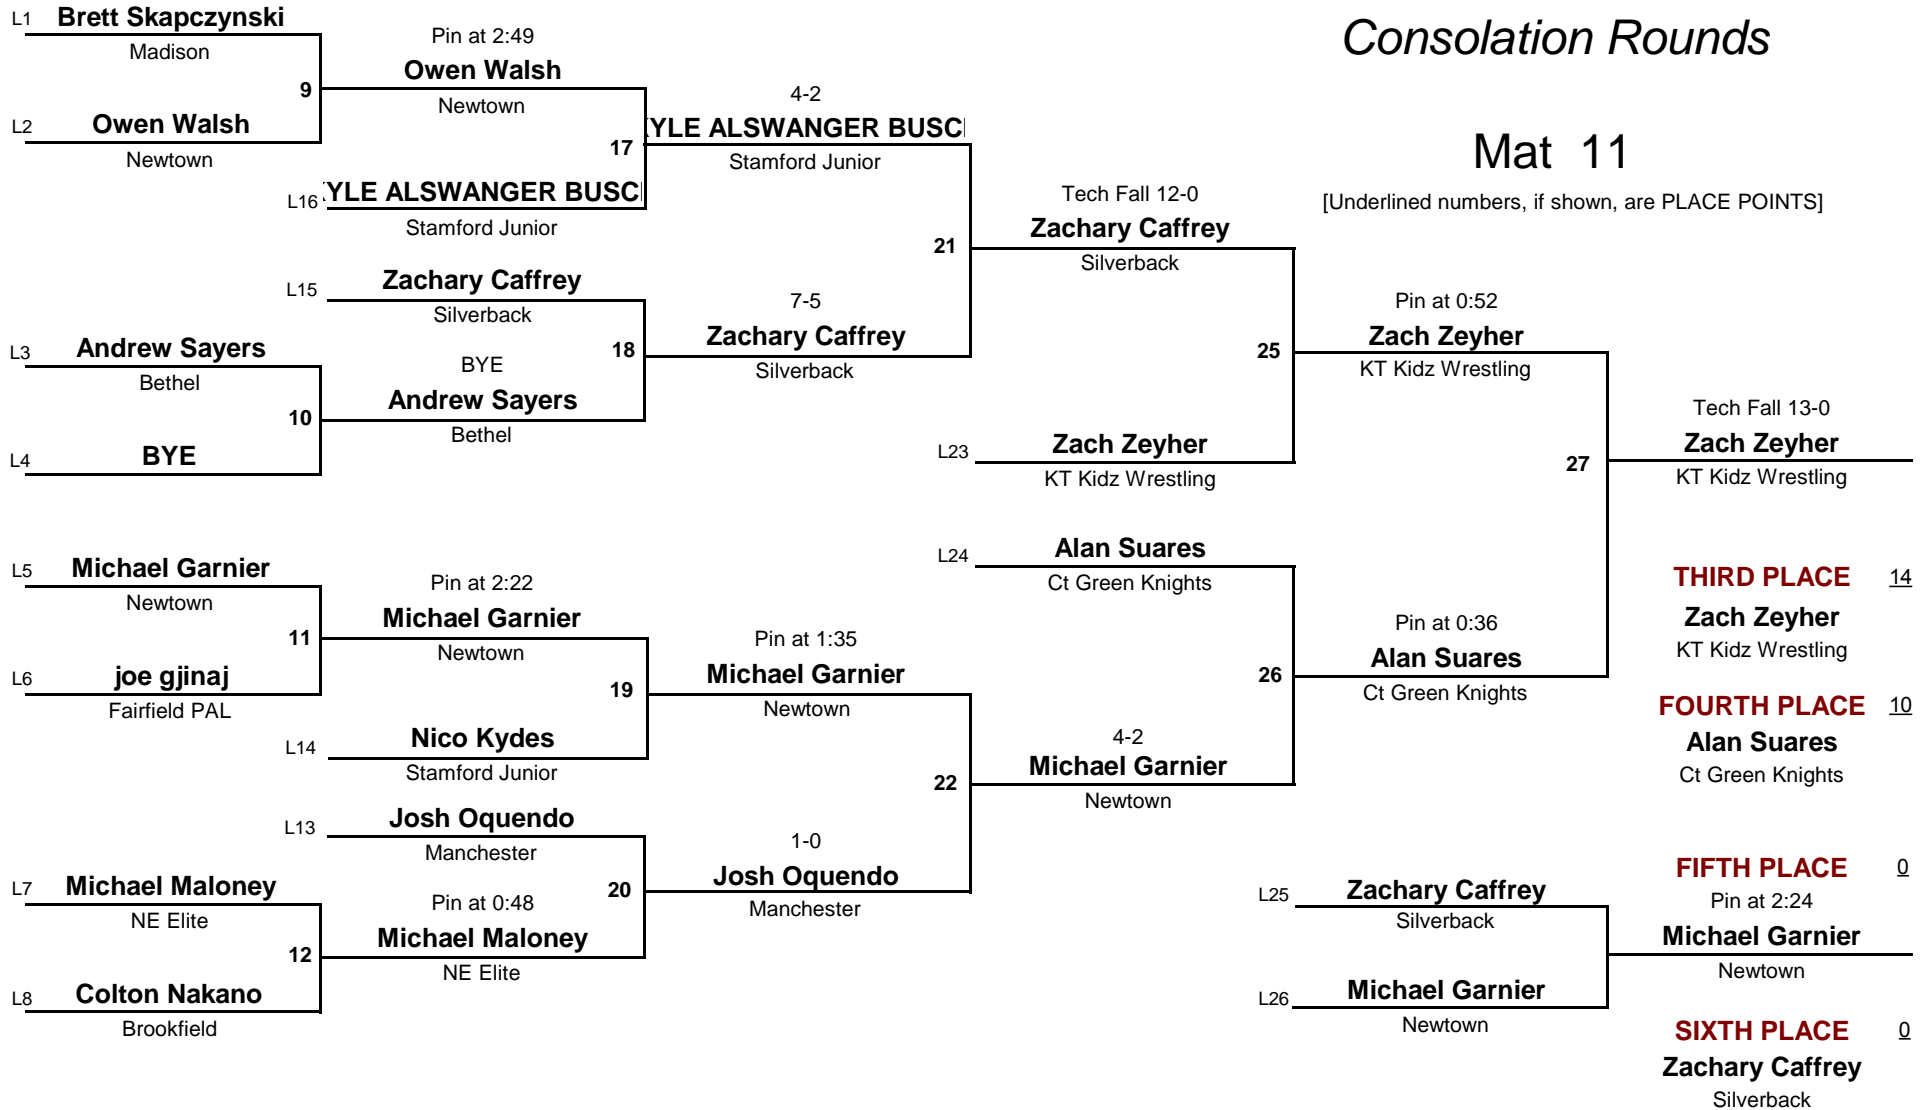 Consolation Rounds
Mat 11
[Underlined numbers, if shown, are PLACE POINTS]
L1 Brett Skapczynski
Madison
9
L2 Owen Walsh
Newtown
Pin at 2:49
Owen Walsh
Newtown
17
L16 YLE ALSWANGER BUSC
Stamford Junior
4-2
YLE ALSWANGER BUSC
Stamford Junior
21
L15 Zachary Caffrey
Silverback
18
L3 Andrew Sayers
Bethel
10
L4 BYE
BYE
Andrew Sayers
Bethel
7-5
Zachary Caffrey
Silverback
Tech Fall 12-0
Zachary Caffrey
Silverback
25
L23 Zach Zeyher
KT Kidz Wrestling
Pin at 0:52
Zach Zeyher
KT Kidz Wrestling
27
Tech Fall 13-0
Zach Zeyher
KT Kidz Wrestling
L5 Michael Garnier
Newtown
11
L6 joe gjinaj
Fairfield PAL
Pin at 2:22
Michael Garnier
Newtown
19
L14 Nico Kydes
Stamford Junior
Pin at 1:35
Michael Garnier
Newtown
22
L13 Josh Oquendo
Manchester
20
L7 Michael Maloney
NE Elite
12
L8 Colton Nakano
Brookfield
Pin at 0:48
Michael Maloney
NE Elite
1-0
Josh Oquendo
Manchester
L24 Alan Suares
Ct Green Knights
26
4-2
Michael Garnier
Newtown
Pin at 0:36
Alan Suares
Ct Green Knights
THIRD PLACE 14
Zach Zeyher
KT Kidz Wrestling
FOURTH PLACE 10
Alan Suares
Ct Green Knights
L25 Zachary Caffrey
Silverback
L26 Michael Garnier
Newtown
FIFTH PLACE 0
Pin at 2:24
Michael Garnier
Newtown
SIXTH PLACE 0
Zachary Caffrey
Silverback